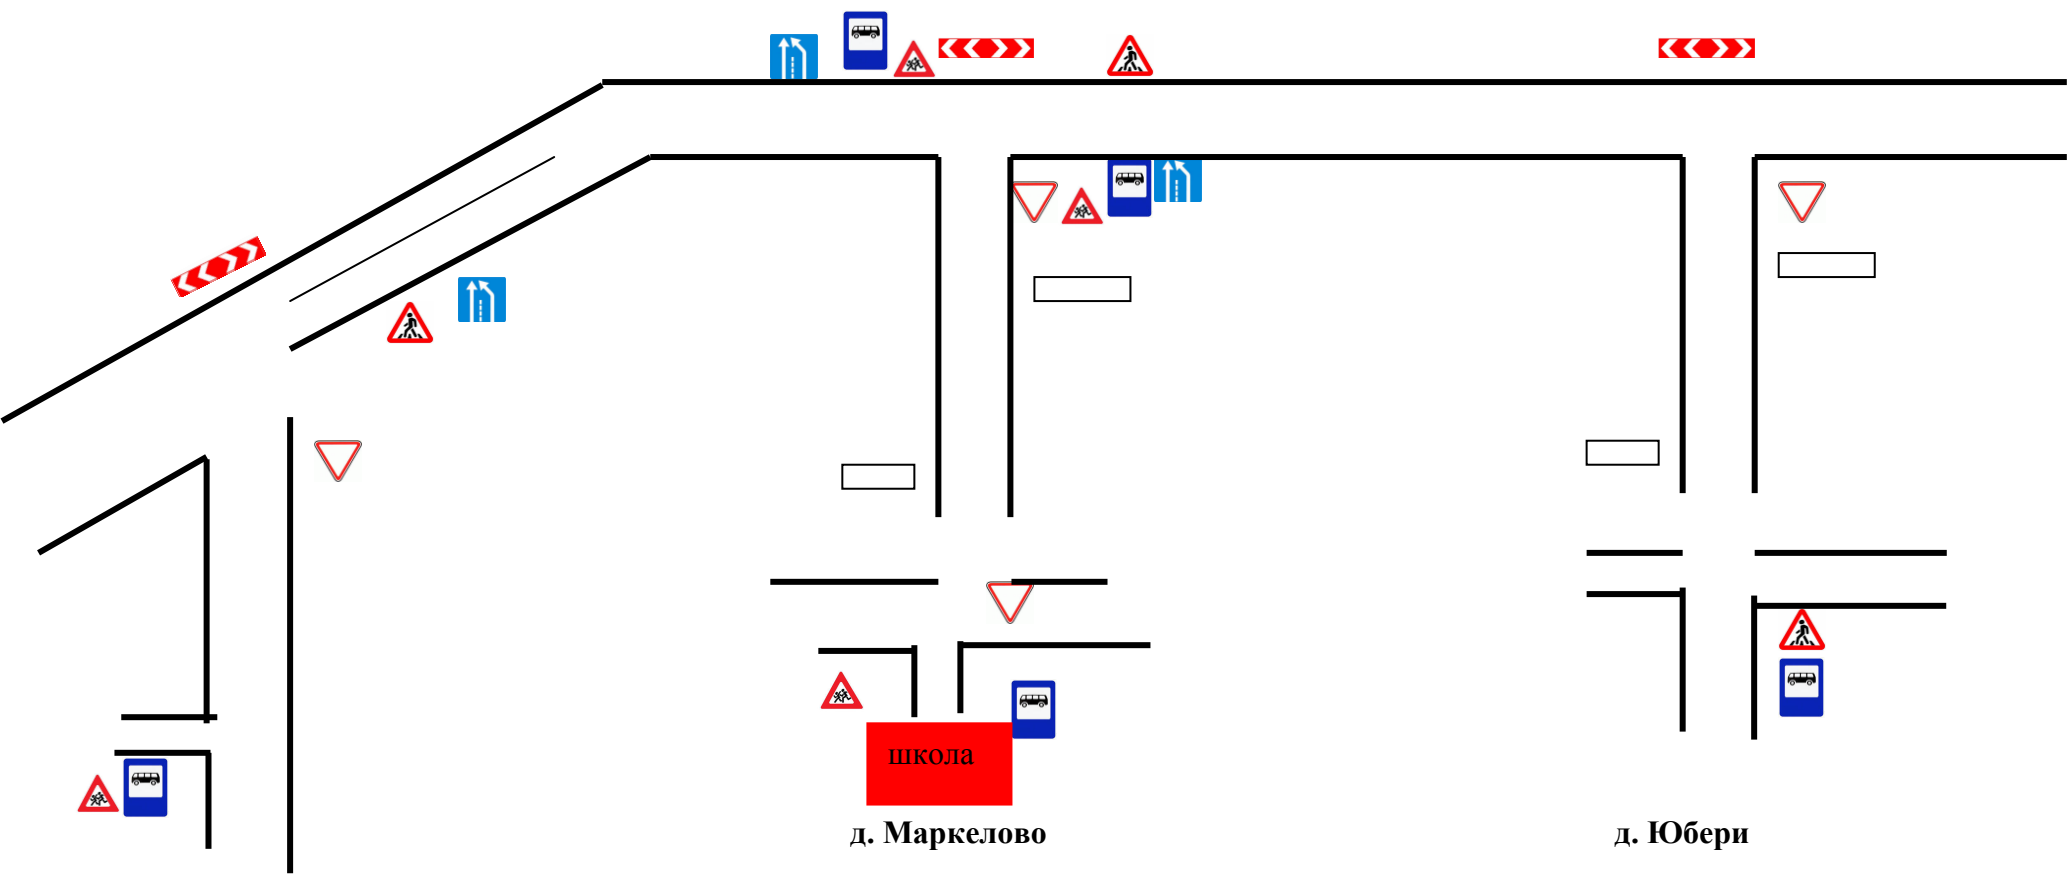 школа
д. Маркелово
д. Юбери